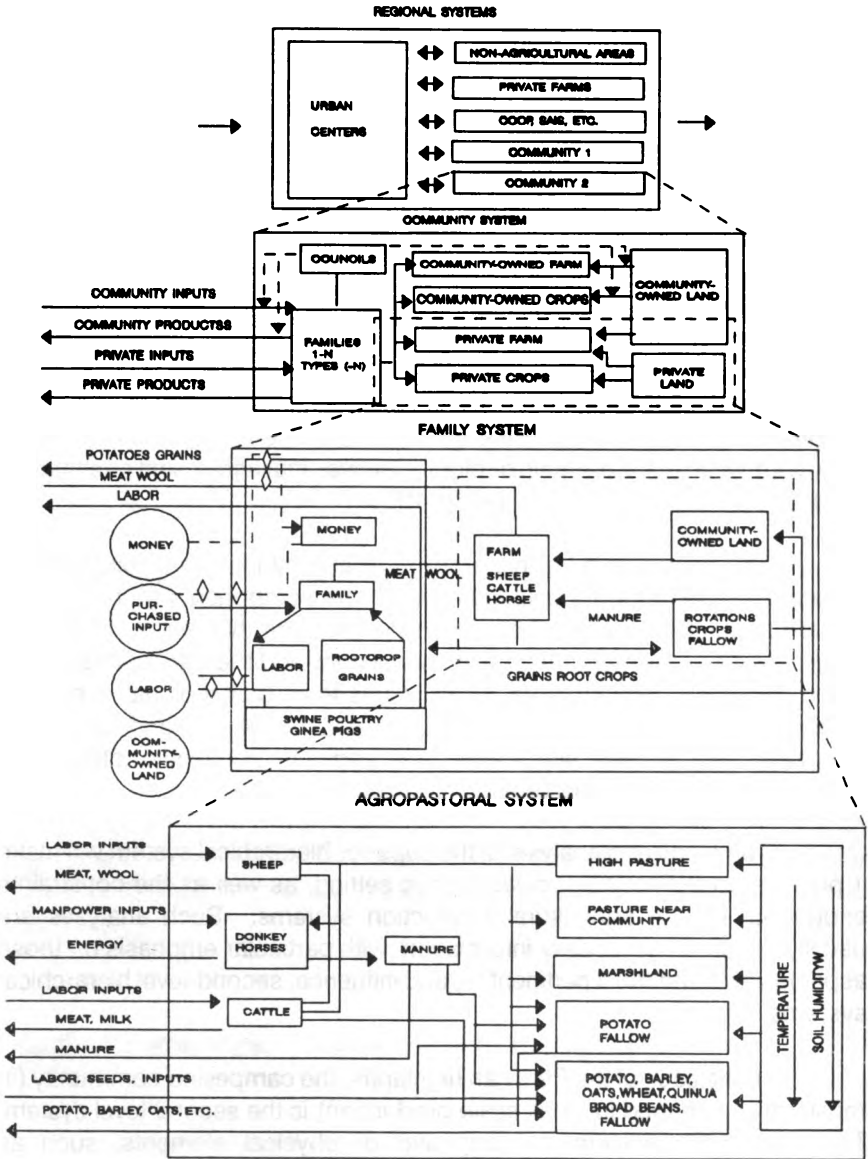 REGIONAL SYSTEMS
NON-AGRICULTURAL AREAS
PRIVATE FARMS
URBAN
CENTERS
COOP, SAIS, ETC.
COMMUNITY 1
COMMUNITY 2
COMMUNITY SYSTEM
COUNCILS
COMMUNITY-OWNED FARM
COMMUNITY-
OWNED LAND
COMMUNITY INPUTS
COMMUNITY-OWNED CROPS
COMMUNITY PRODUCTSS
FAMILIES
1-N
TYPES (-N)
PRIVATE FARM
PRIVATE INPUTS
PRIVATE
LAND
PRIVATE PRODUCTS
PRIVATE CROPS
FAMILY SYSTEM
POTATOES GRAINS
MEAT WOOL
LABOR
MONEY
MONEY
FARM
SHEEP
CATTLE
HORSE
COMMUNITY-
OWNED LAND
MEAT WOOL
FAMILY
PUR-
CHASED
INPUT
MANURE
ROTATIONS
CROPS
FALLOW
LABOR
ROOTCROP
GRAINS
LABOR
GRAINS ROOT CROPS
SWINE POULTRY
GINEA PIGS
COM-
MUNITY-
OWNED
LAND
AGROPASTORAL SYSTEM
LABOR INPUTS
SHEEP
HIGH PASTURE
MEAT, WOOL
MANPOWER INPUTS
DONKEY
HORSES
PASTURE NEAR
COMMUNITY
ENERGY
MANURE
MARSHLAND
LABOR INPUTS
CATTLE
MEAT, MILK
POTATO
FALLOW
MANURE
LABOR, SEEDS, INPUTS
POTATO, BARLEY,
OATS,WHEAT,QUINUA
BROAD BEANS,
FALLOW
POTATO, BARLEY, OATS, ETC.
TEMPERATURE
SOIL HUMIDITYW